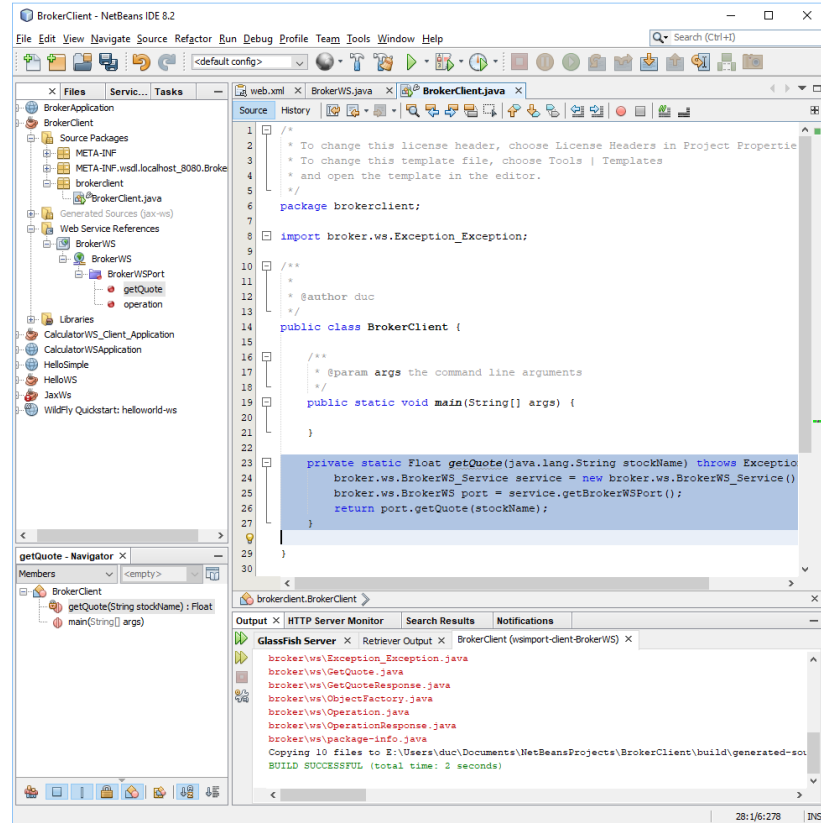 BrokerClient - NetBeans IDE 8.2
File Edit View Navigate Source Refactor Run Debug Profile Team Tools Window Help
Search (Ctrl+I)
<default config>
Files Servic... Tasks
BrokerApplication
BrokerClient
Source Packages
META-INF
META-INF.wsdl.localhost_8080.Broke
brokerclient
BrokerClient.java
Generated Sources (jax-ws)
Web Service References
BrokerWS
BrokerWS
BrokerWSPort
getQuote
operation
Libraries
CalculatorWS_Client_Application
CalculatorWSApplication
HelloSimple
HelloWS
JaxWs
WildFly Quickstart: helloworld-ws
getQuote - Navigator
Members <empty>
BrokerClient
getQuote(String stockName) : Float
main(String[] args)
web.xml BrokerWS.java BrokerClient.java
Source History
1 /*
2 * To change this license header, choose License Headers in Project Propertie
3 * To change this template file, choose Tools | Templates
4 * and open the template in the editor.
5 */
6 package brokerclient;
7
8 import broker.ws.Exception_Exception;
9
10 /**
11 *
12 * @author duc
13 */
14 public class BrokerClient {
15
16 /**
17 * @param args the command line arguments
18 */
19 public static void main(String[] args) {
20
21 }
22
23 private static Float getQuote(java.lang.String stockName) throws Exceptio
24 broker.ws.BrokerWS_Service service = new broker.ws.BrokerWS_Service()
25 broker.ws.BrokerWS port = service.getBrokerWSPort();
26 return port.getQuote(stockName);
27 }
29 }
30
brokerclient.BrokerClient
Output HTTP Server Monitor Search Results Notifications
GlassFish Server Retriever Output BrokerClient (wsimport-client-BrokerWS)
broker\ws\Exception_Exception.java
broker\ws\GetQuote.java
broker\ws\GetQuoteResponse.java
broker\ws\ObjectFactory.java
broker\ws\Operation.java
broker\ws\OperationResponse.java
broker\ws\package-info.java
Copying 10 files to E:\Users\duc\Documents\NetBeansProjects\BrokerClient\build\generated-sou
BUILD SUCCESSFUL (total time: 2 seconds)
28:1/6:278 INS